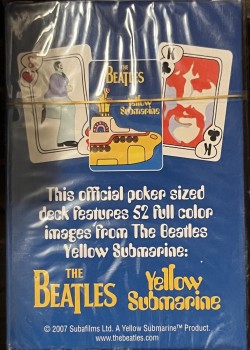 THE
BEATLES
Yellow
Submarine
K
K
This official poker sized
deck features 52 full color
images from The Beatles
Yellow Submarine:
THE
BEATLES
Yellow
Submarine
© 2007 Subafilms Ltd. A Yellow Submarine™ Product.
www.thebeatles.com